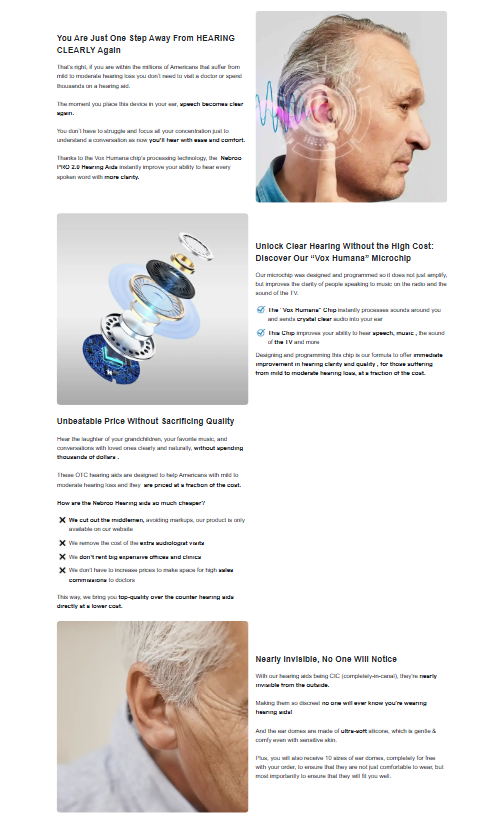 You Are Just One Step Away From HEARING
CLEARLY Again
That's right, if you are within the millions of Americans that suffer from
mild to moderate hearing loss you don't need to visit a doctor or spend
thousands on a hearing aid.
The moment you place this device in your ear, speech becomes clear
again.
You don't have to struggle and focus all your concentration just to
understand a conversation as now you'll hear with ease and comfort.
Thanks to the Vox Humana chip's processing technology, the Nebroo
PRO 2.0 Hearing Aids instantly improve your ability to hear every
spoken word with more clarity.
Unlock Clear Hearing Without the High Cost:
Discover Our “Vox Humana” Microchip
Our microchip was designed and programmed so it does not just amplify,
but improves the clarity of people speaking to music on the radio and the
sound of the TV.
The "Vox Humana" Chip instantly processes sounds around you
and sends crystal clear audio into your ear
This Chip improves your ability to hear speech, music , the sound
of the TV and more
Designing and programming this chip is our formula to offer immediate
improvement in hearing clarity and quality , for those suffering
from mild to moderate hearing loss, at a fraction of the cost.
Unbeatable Price Without Sacrificing Quality
Hear the laughter of your grandchildren, your favorite music, and
conversations with loved ones clearly and naturally, without spending
thousands of dollars .
These OTC hearing aids are designed to help Americans with mild to
moderate hearing loss and they are priced at a fraction of the cost.
How are the Nebroo Hearing aids so much cheaper?
We cut out the middlemen, avoiding markups, our product is only
available on our website
We remove the cost of the extra audiologist visits
We don't rent big expensive offices and clinics
We don't have to increase prices to make space for high sales
commissions to doctors
This way, we bring you top-quality over the counter hearing aids
directly at a lower cost.
Nearly Invisible, No One Will Notice
With our hearing aids being CIC (completely-in-canal), they're nearly
invisible from the outside.
Making them so discreet no one will ever know you're wearing
hearing aids!
And the ear domes are made of ultra-soft silicone, which is gentle &
comfy even with sensitive skin.
Plus, you will also receive 10 sizes of ear domes, completely for free
with your order, to ensure that they are not just comfortable to wear, but
most importantly to ensure that they will fit you well.